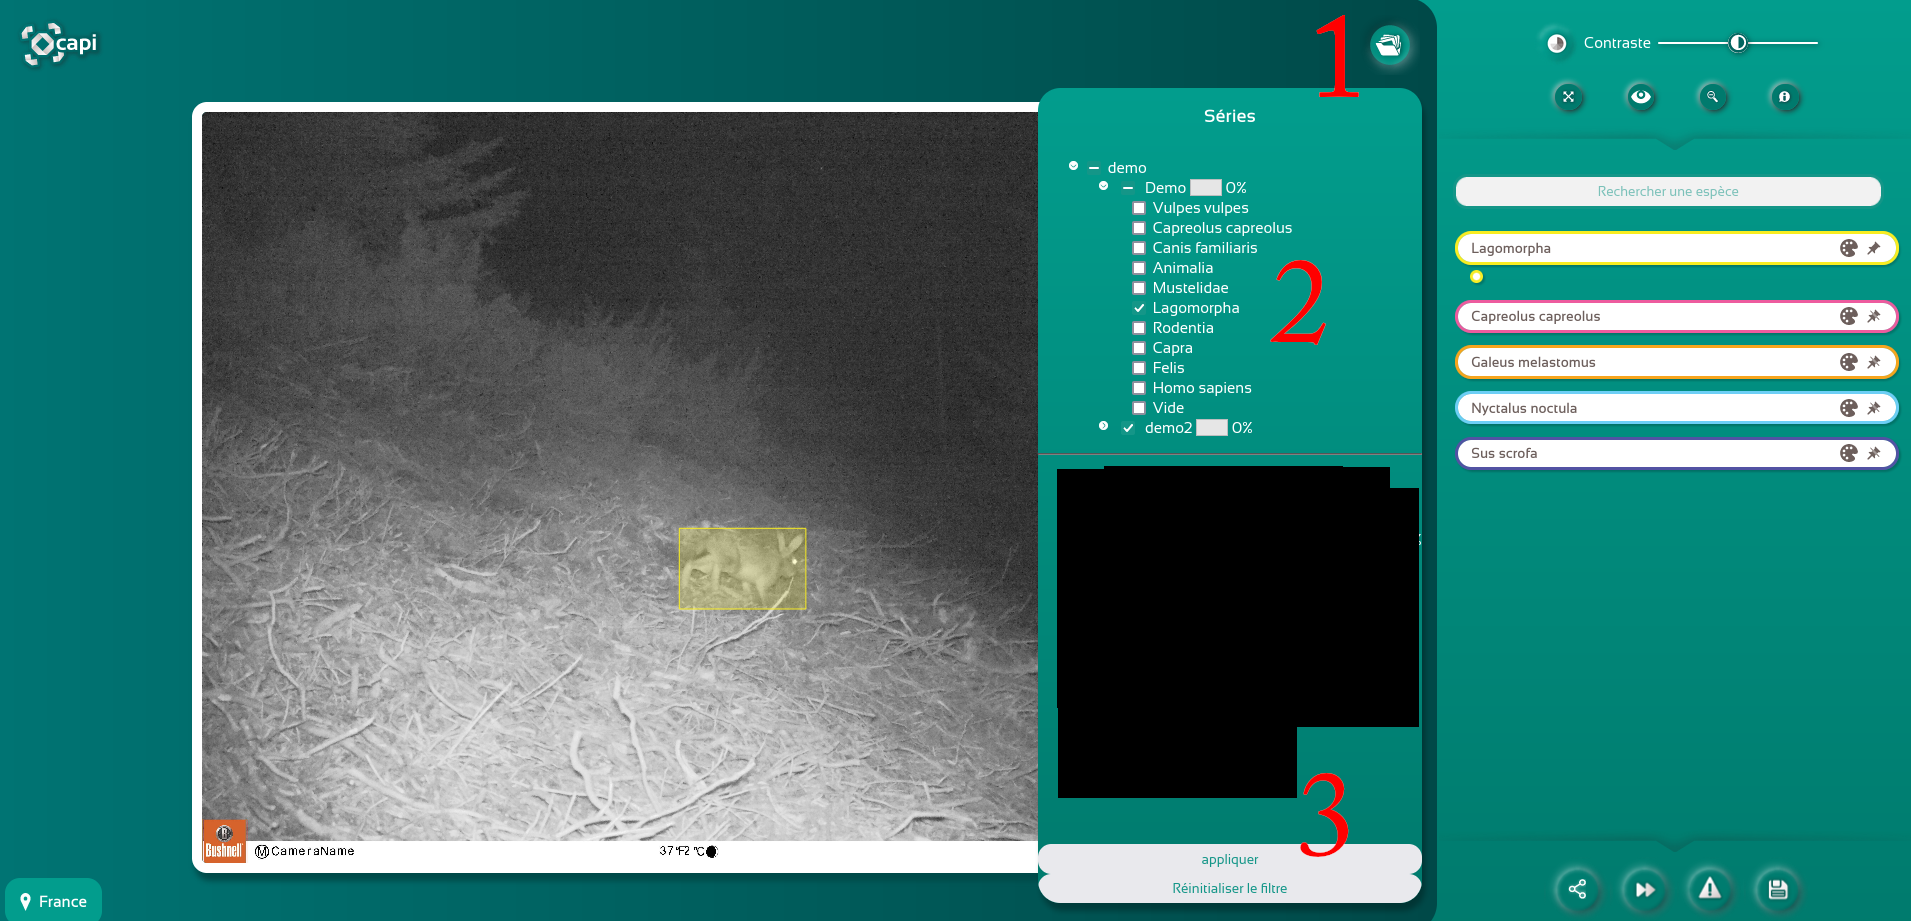 capi
1
Contraste
Séries
demo
Demo 0%
Vulpes vulpes
Capreolus capreolus
Canis familiaris
Animalia
Mustelidae
Lagomorpha
Rodentia
Capra
Felis
Homo sapiens
Vide
demo2 0%
2
3
appliquer
Réinitialiser le filtre
Rechercher une espèce
Lagomorpha
Capreolus capreolus
Galeus melastomus
Nyctalus noctula
Sus scrofa
Bushnell
M CameraName
37°F2°C
France